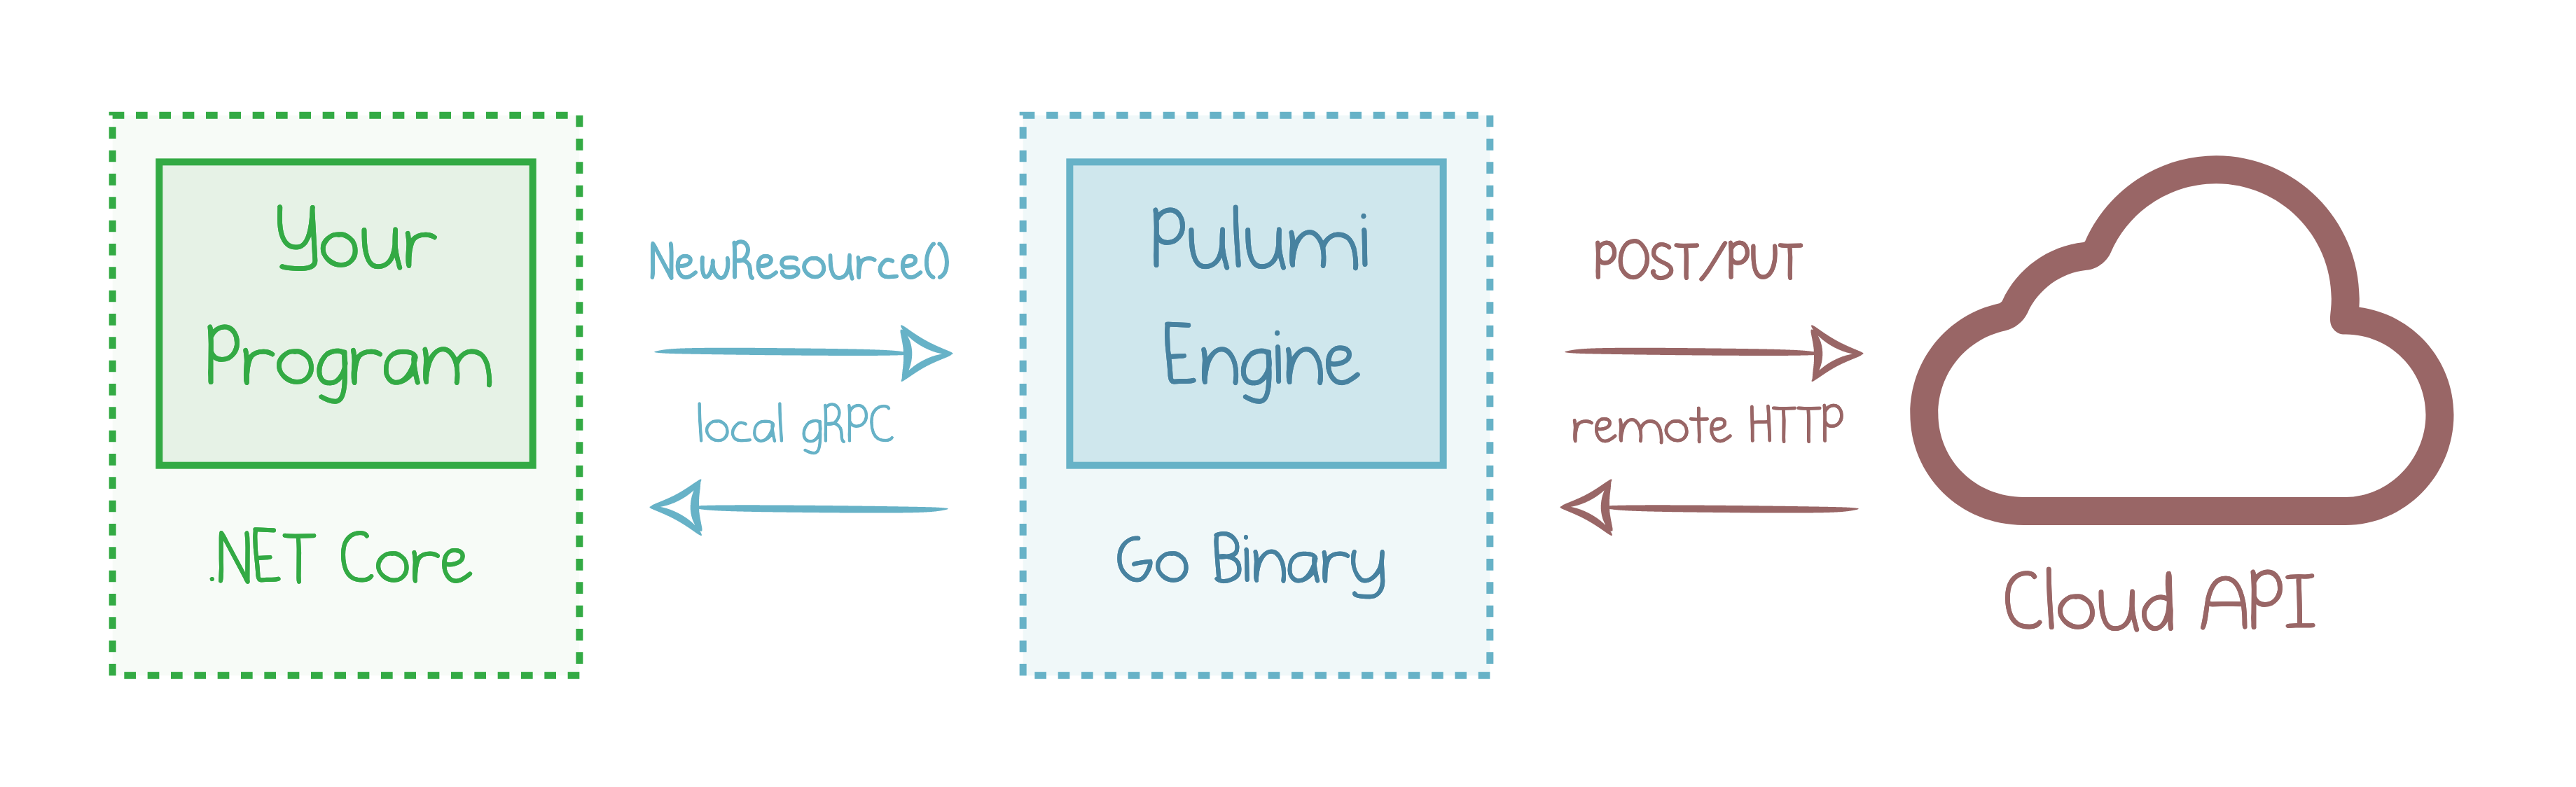 Your
Program
.NET Core
NewResource()
local gRPC
Pulumi
Engine
Go Binary
POST/PUT
remote HTTP
Cloud API